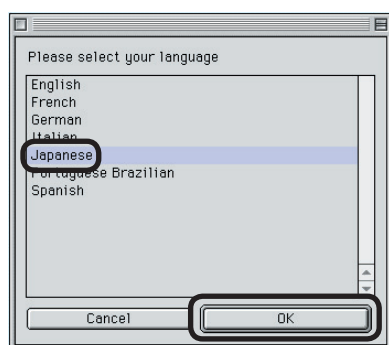 Please select your language
English
French
German
Italian
Japanese
Portuguese Brazilian
Spanish
Cancel
OK